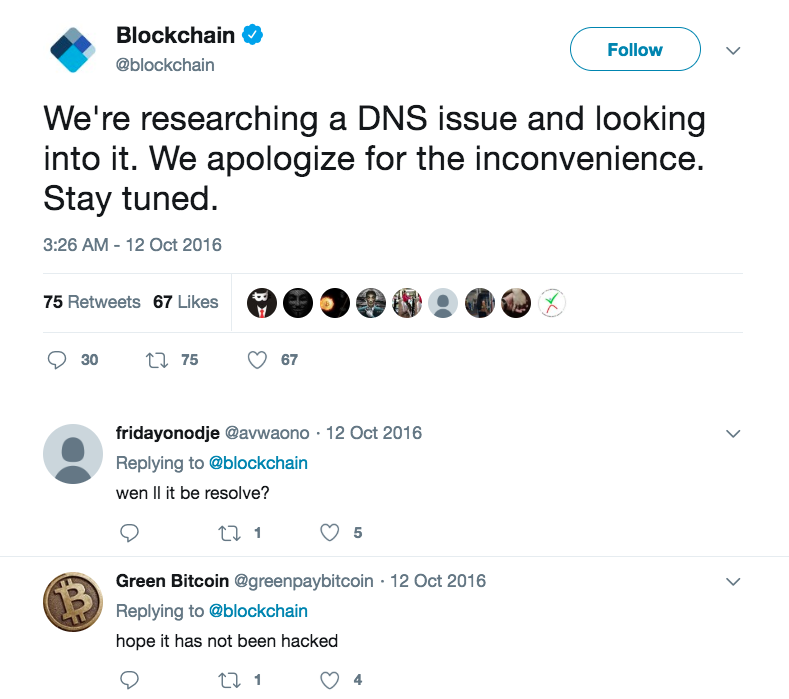 Blockchain
@blockchain
Follow
We're researching a DNS issue and looking
into it. We apologize for the inconvenience.
Stay tuned.
3:26 AM - 12 Oct 2016
75 Retweets 67 Likes
30 75 67
fridayonodje @avwaono · 12 Oct 2016
Replying to @blockchain
wen ll it be resolve?
1 5
Green Bitcoin @greenpaybitcoin · 12 Oct 2016
Replying to @blockchain
hope it has not been hacked
1 4